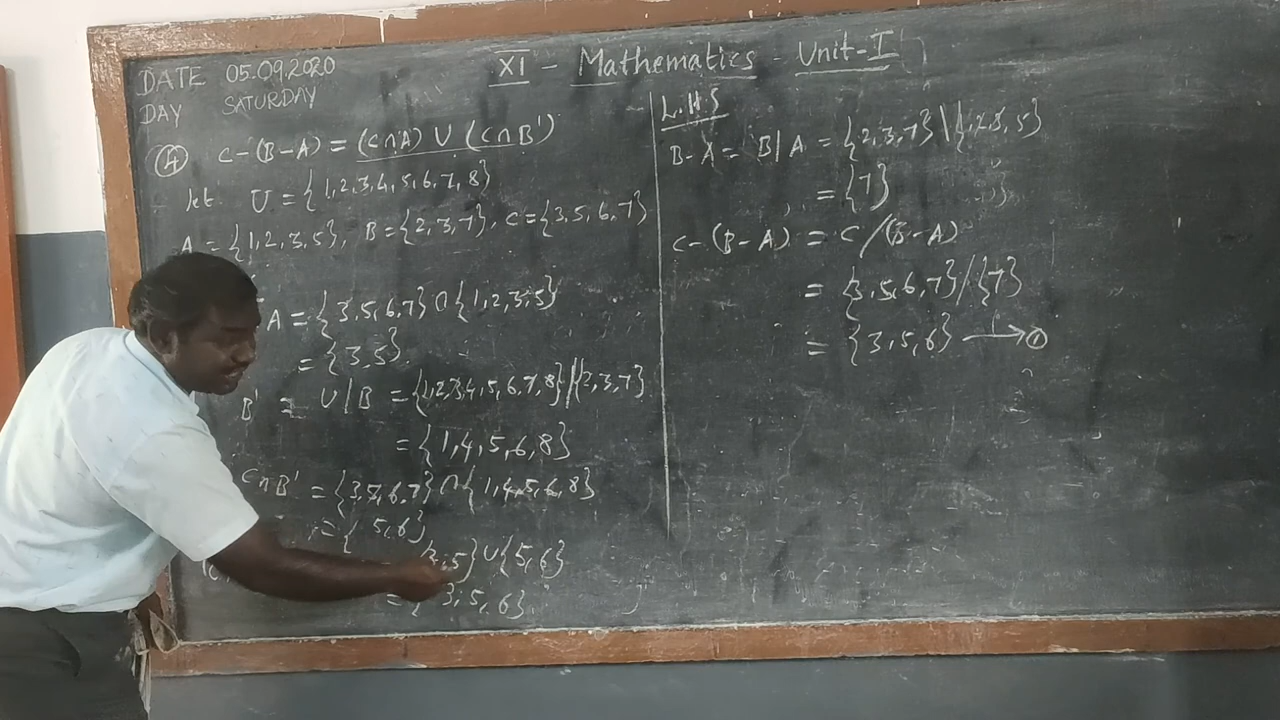 DATE 05.09.2020
DAY SATURDAY
XI - Mathematics - Unit-I
④ C-(B-A) = (C∩A) ∪ (C∩B')
let U = {1,2,3,4,5,6,7,8}
A = {1,2,3,5}, B={2,3,7}, C={3,5,6,7}
A = {3,5,6,7} ∩ {1,2,3,5}
= {3,5}.
B' = U/B = {1,2,3,4,5,6,7,8}/{2,3,7}
= {1,4,5,6,8}
C∩B' = {3,5,6,7} ∩ {1,4,5,6,8}
= { 5,6}
3,5} ∪ {5,6}
= { 3,5,6}.
L.H.S
B-A = B/A = {2,3,7} \ {1,2,3,5}
= {7}
C-(B-A) = C/(B-A)
= {3,5,6,7}/{7}
= {3,5,6} → ①